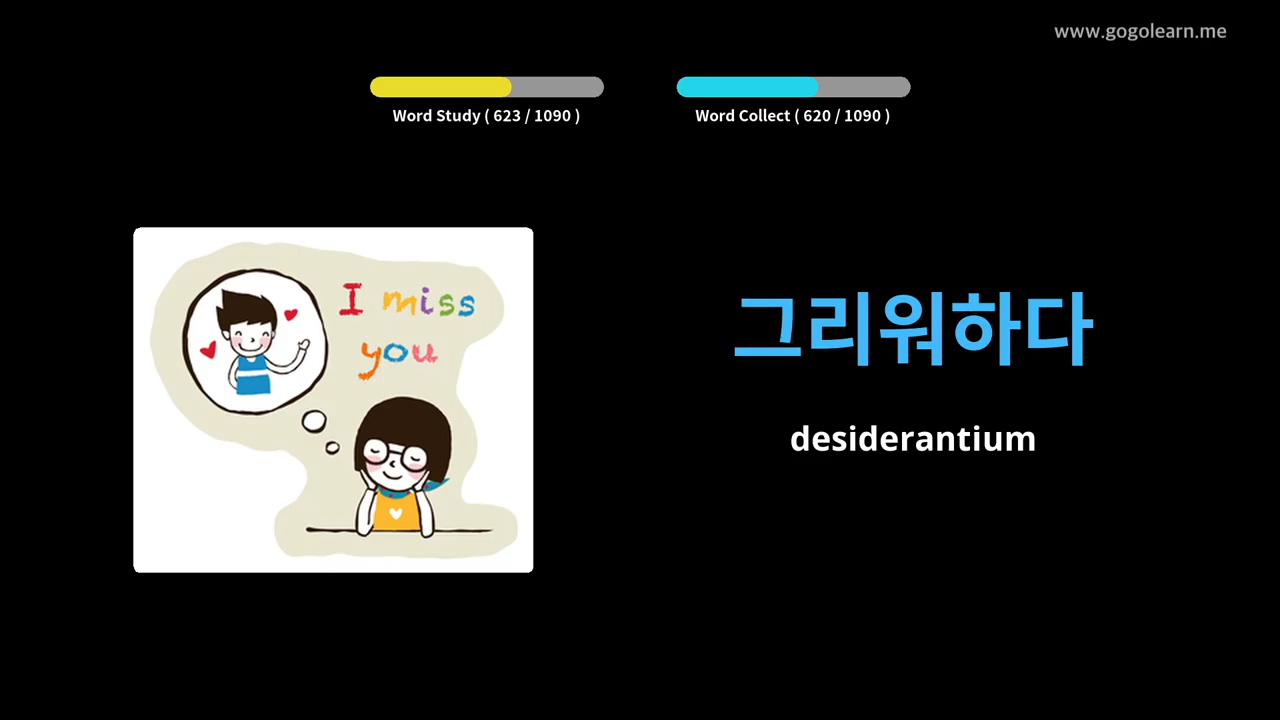 www.gogolearn.me
Word Study ( 623 / 1090 )
Word Collect ( 620 / 1090 )
I miss
you
그리워하다
desiderantium